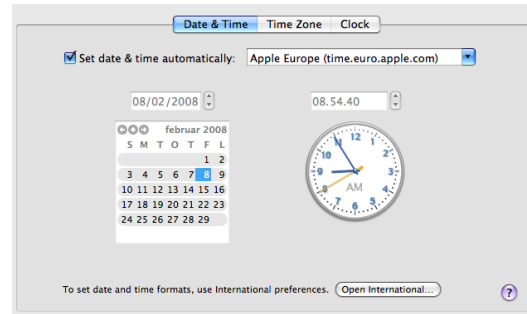 Date & Time Time Zone Clock
Set date & time automatically: Apple Europe (time.euro.apple.com)
08/02/2008 08.54.40
februar 2008
S M T O T F L
1 2
3 4 5 6 7 8 9
10 11 12 13 14 15 16
17 18 19 20 21 22 23
24 25 26 27 28 29
12
1
2
3
4
5
6
7
8
9
10
11
AM
To set date and time formats, use International preferences. Open International... ?